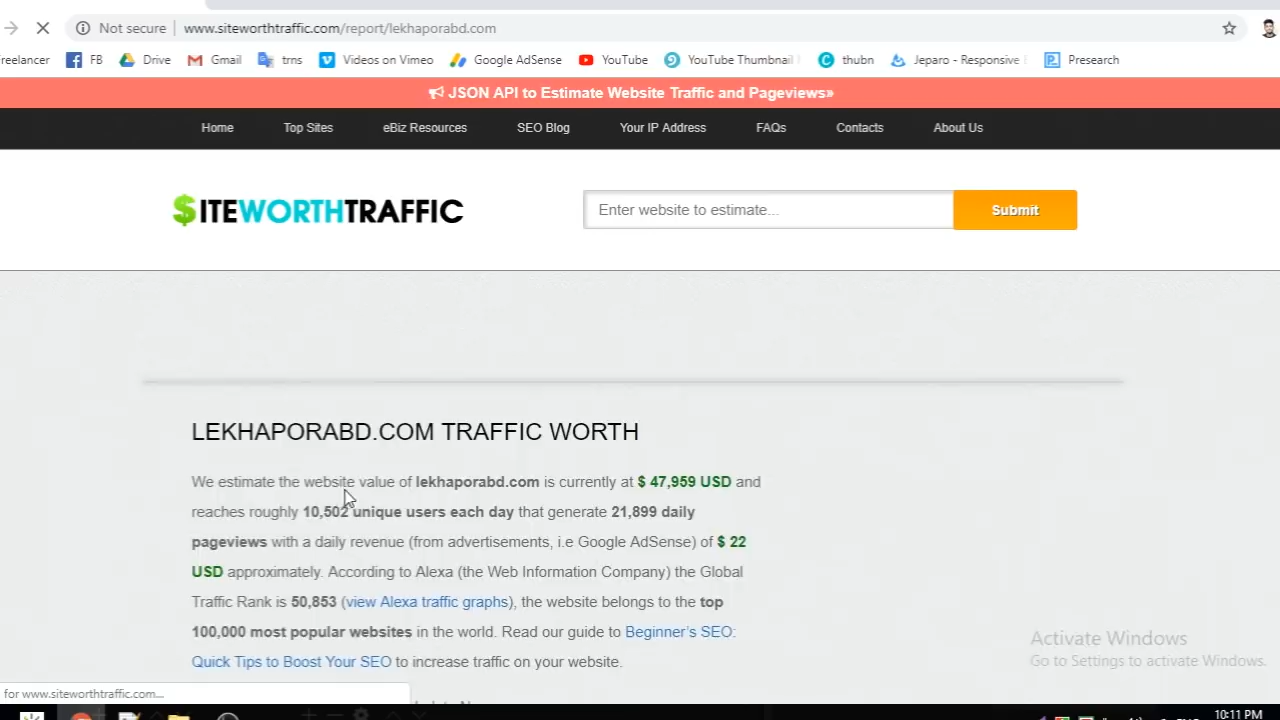 Not secure | www.siteworthtraffic.com/report/lekhaporabd.com
reelancer FB Drive Gmail trns Videos on Vimeo Google AdSense YouTube YouTube Thumbnail thubn Jeparo - Responsive Presearch
JSON API to Estimate Website Traffic and Pageviews»
Home Top Sites eBiz Resources SEO Blog Your IP Address FAQs Contacts About Us
$ITEWORTHTRAFFIC
Enter website to estimate...
Submit
LEKHAPORABD.COM TRAFFIC WORTH
We estimate the website value of lekhaporabd.com is currently at $ 47,959 USD and
reaches roughly 10,502 unique users each day that generate 21,899 daily
pageviews with a daily revenue (from advertisements, i.e Google AdSense) of $ 22
USD approximately. According to Alexa (the Web Information Company) the Global
Traffic Rank is 50,853 (view Alexa traffic graphs), the website belongs to the top
100,000 most popular websites in the world. Read our guide to Beginner's SEO:
Quick Tips to Boost Your SEO to increase traffic on your website.
Activate Windows
Go to Settings to activate Windows.
for www.siteworthtraffic.com...
10:11 PM